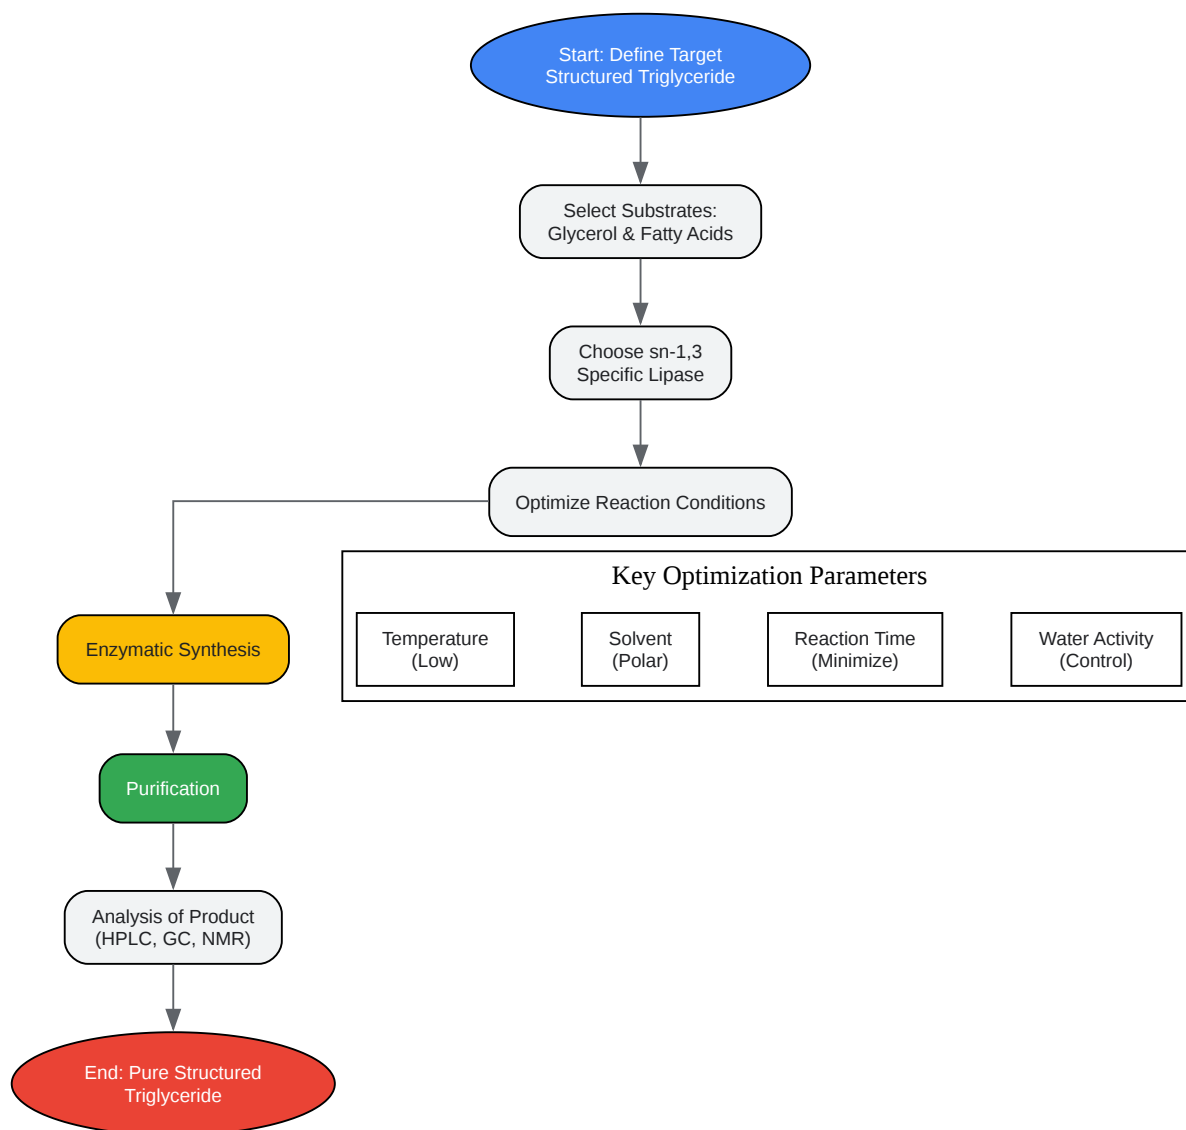 Start: Define Target
Structured Triglyceride
Select Substrates:
Glycerol & Fatty Acids
Choose sn-1,3
Specific Lipase
Optimize Reaction Conditions
Key Optimization Parameters
Temperature
(Low)
Solvent
(Polar)
Reaction Time
(Minimize)
Water Activity
(Control)
Enzymatic Synthesis
Purification
Analysis of Product
(HPLC, GC, NMR)
End: Pure Structured
Triglyceride